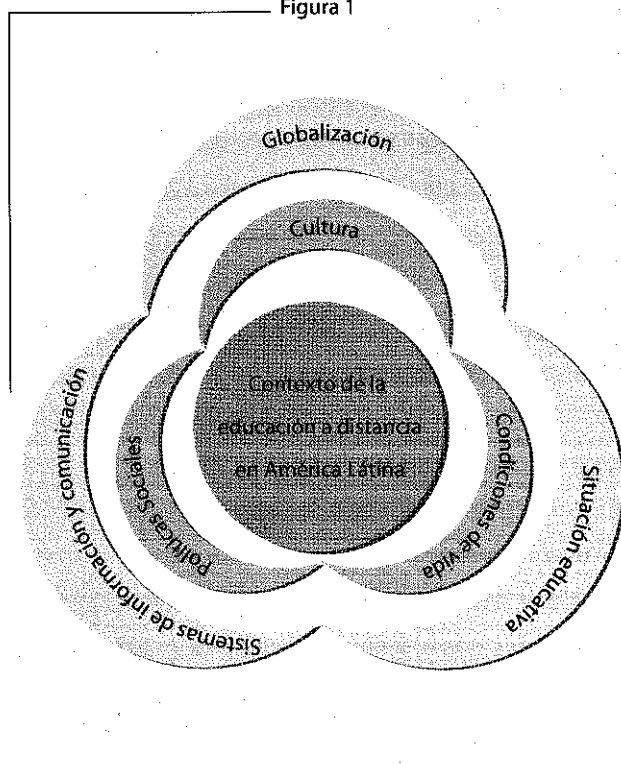 Figura 1
Globalización
Cultura
Contexto de la
educación a distancia
en América Latina
Políticas Sociales
Condiciones de vida
Sistemas de información y comunicación
Situación educativa